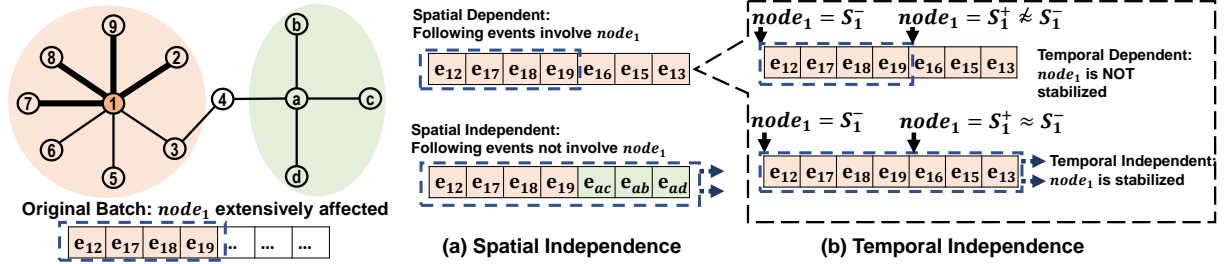 9
8
2
7
1
6
3
5
4
b
a
c
d
Original Batch: node₁ extensively affected
e₁₂ e₁₇ e₁₈ e₁₉ .. ... ...
Spatial Dependent:
Following events involve node₁
e₁₂ e₁₇ e₁₈ e₁₉ e₁₆ e₁₅ e₁₃
Spatial Independent:
Following events not involve node₁
e₁₂ e₁₇ e₁₈ e₁₉ e_ac e_ab e_ad
(a) Spatial Independence
node₁ = S₁⁻ node₁ = S₁⁺ ≉ S₁⁻
e₁₂ e₁₇ e₁₈ e₁₉ e₁₆ e₁₅ e₁₃
Temporal Dependent:
node₁ is NOT
stabilized
node₁ = S₁⁻ node₁ = S₁⁺ ≈ S₁⁻
e₁₂ e₁₇ e₁₈ e₁₉ e₁₆ e₁₅ e₁₃
Temporal Independent:
node₁ is stabilized
(b) Temporal Independence